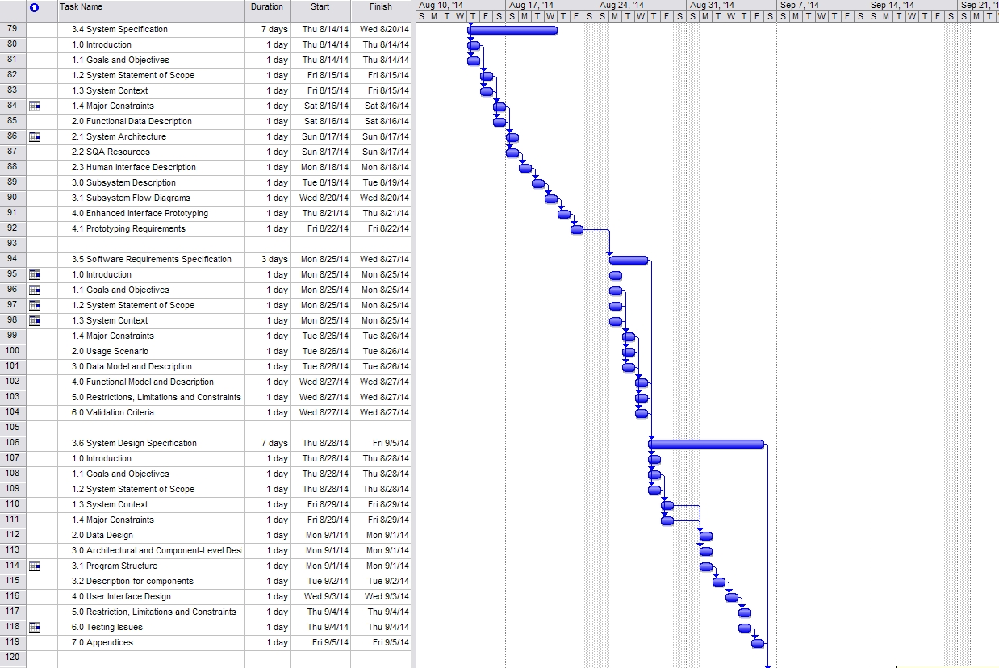 Task Name Duration Start Finish Aug 10, '14 Aug 17, '14 Aug 24, '14 Aug 31, '14 Sep 7, '14 Sep 14, '14 Sep 21, '1
S M T W T F S S M T W T F S S M T W T F S S M T W T F S S M T W T F S S M T W T F S S M T
79 3.4 System Specification 7 days Thu 8/14/14 Wed 8/20/14
80 1.0 Introduction 1 day Thu 8/14/14 Thu 8/14/14
81 1.1 Goals and Objectives 1 day Thu 8/14/14 Thu 8/14/14
82 1.2 System Statement of Scope 1 day Fri 8/15/14 Fri 8/15/14
83 1.3 System Context 1 day Fri 8/15/14 Fri 8/15/14
84 1.4 Major Constraints 1 day Sat 8/16/14 Sat 8/16/14
85 2.0 Functional Data Description 1 day Sat 8/16/14 Sat 8/16/14
86 2.1 System Architecture 1 day Sun 8/17/14 Sun 8/17/14
87 2.2 SQA Resources 1 day Sun 8/17/14 Sun 8/17/14
88 2.3 Human Interface Description 1 day Mon 8/18/14 Mon 8/18/14
89 3.0 Subsystem Description 1 day Tue 8/19/14 Tue 8/19/14
90 3.1 Subsystem Flow Diagrams 1 day Wed 8/20/14 Wed 8/20/14
91 4.0 Enhanced Interface Prototyping 1 day Thu 8/21/14 Thu 8/21/14
92 4.1 Prototyping Requirements 1 day Fri 8/22/14 Fri 8/22/14
93
94 3.5 Software Requirements Specification 3 days Mon 8/25/14 Wed 8/27/14
95 1.0 Introduction 1 day Mon 8/25/14 Mon 8/25/14
96 1.1 Goals and Objectives 1 day Mon 8/25/14 Mon 8/25/14
97 1.2 System Statement of Scope 1 day Mon 8/25/14 Mon 8/25/14
98 1.3 System Context 1 day Mon 8/25/14 Mon 8/25/14
99 1.4 Major Constraints 1 day Tue 8/26/14 Tue 8/26/14
100 2.0 Usage Scenario 1 day Tue 8/26/14 Tue 8/26/14
101 3.0 Data Model and Description 1 day Tue 8/26/14 Tue 8/26/14
102 4.0 Functional Model and Description 1 day Wed 8/27/14 Wed 8/27/14
103 5.0 Restrictions, Limitations and Constraints 1 day Wed 8/27/14 Wed 8/27/14
104 6.0 Validation Criteria 1 day Wed 8/27/14 Wed 8/27/14
105
106 3.6 System Design Specification 7 days Thu 8/28/14 Fri 9/5/14
107 1.0 Introduction 1 day Thu 8/28/14 Thu 8/28/14
108 1.1 Goals and Objectives 1 day Thu 8/28/14 Thu 8/28/14
109 1.2 System Statement of Scope 1 day Thu 8/28/14 Thu 8/28/14
110 1.3 System Context 1 day Fri 8/29/14 Fri 8/29/14
111 1.4 Major Constraints 1 day Fri 8/29/14 Fri 8/29/14
112 2.0 Data Design 1 day Mon 9/1/14 Mon 9/1/14
113 3.0 Architectural and Component-Level Des 1 day Mon 9/1/14 Mon 9/1/14
114 3.1 Program Structure 1 day Mon 9/1/14 Mon 9/1/14
115 3.2 Description for components 1 day Tue 9/2/14 Tue 9/2/14
116 4.0 User Interface Design 1 day Wed 9/3/14 Wed 9/3/14
117 5.0 Restriction, Limitations and Constraints 1 day Thu 9/4/14 Thu 9/4/14
118 6.0 Testing Issues 1 day Thu 9/4/14 Thu 9/4/14
119 7.0 Appendices 1 day Fri 9/5/14 Fri 9/5/14
120